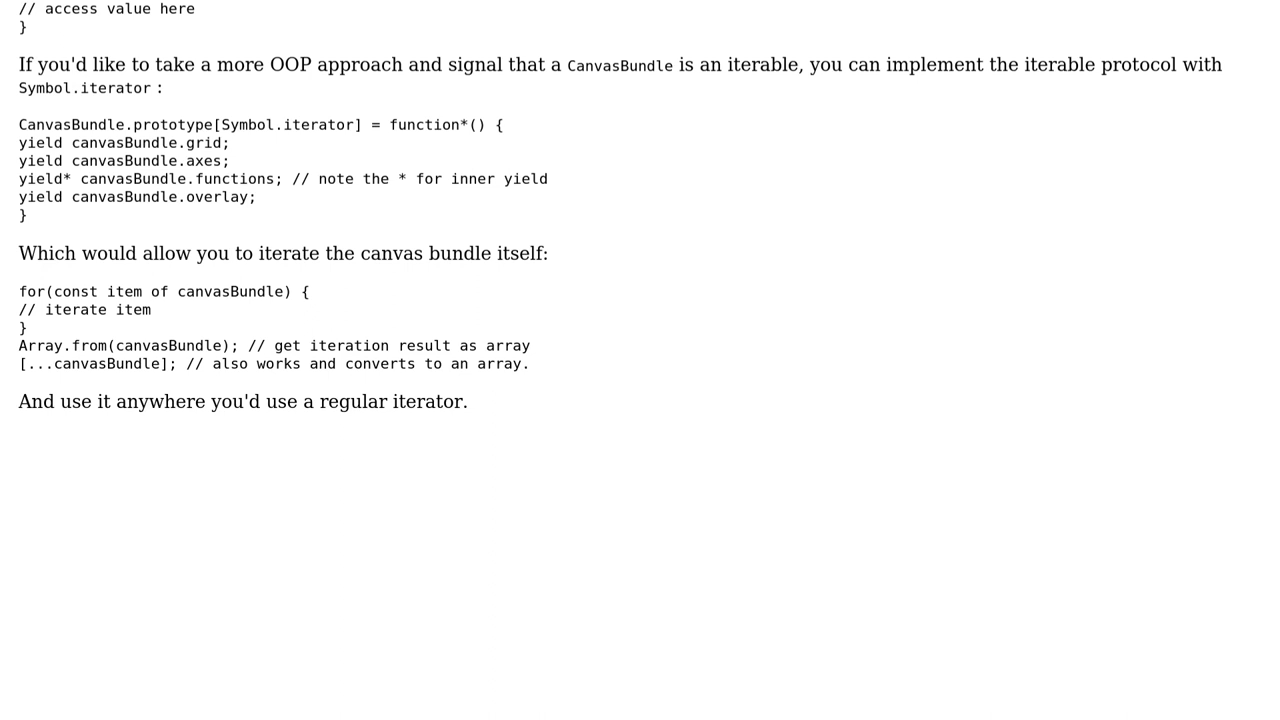 // access value here
}
If you'd like to take a more OOP approach and signal that a CanvasBundle is an iterable, you can implement the iterable protocol with
Symbol.iterator :
CanvasBundle.prototype[Symbol.iterator] = function*() {
yield canvasBundle.grid;
yield canvasBundle.axes;
yield* canvasBundle.functions; // note the * for inner yield
yield canvasBundle.overlay;
}
Which would allow you to iterate the canvas bundle itself:
for(const item of canvasBundle) {
// iterate item
}
Array.from(canvasBundle); // get iteration result as array
[...canvasBundle]; // also works and converts to an array.
And use it anywhere you'd use a regular iterator.